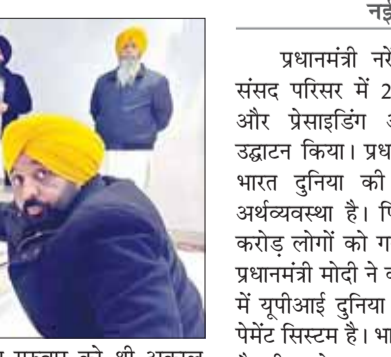 नई
प्रधानमंत्री नरे
संसद परिसर में 2
और प्रेसाइडिंग
उद्घाटन किया। प्रध
भारत दुनिया की
अर्थव्यवस्था है।
करोड़ लोगों को ग
प्रधानमंत्री मोदी ने
में यूपीआई दुनिया
पेमेंट सिस्टम है। भा
को श्री